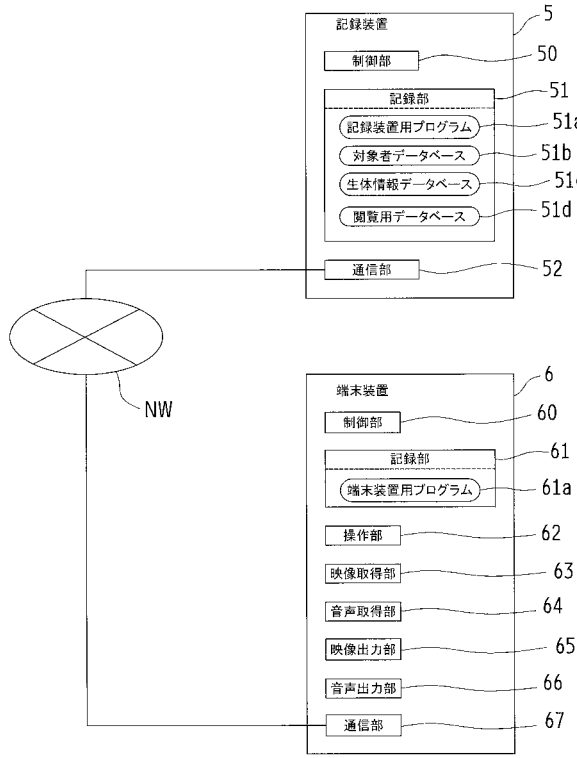 記録装置 5
制御部 50
記録部 51
記録装置用プログラム 51a
対象者データベース 51b
生体情報データベース 51c
閲覧用データベース 51d
通信部 52
NW
端末装置 6
制御部 60
記録部 61
端末装置用プログラム 61a
操作部 62
映像取得部 63
音声取得部 64
映像出力部 65
音声出力部 66
通信部 67